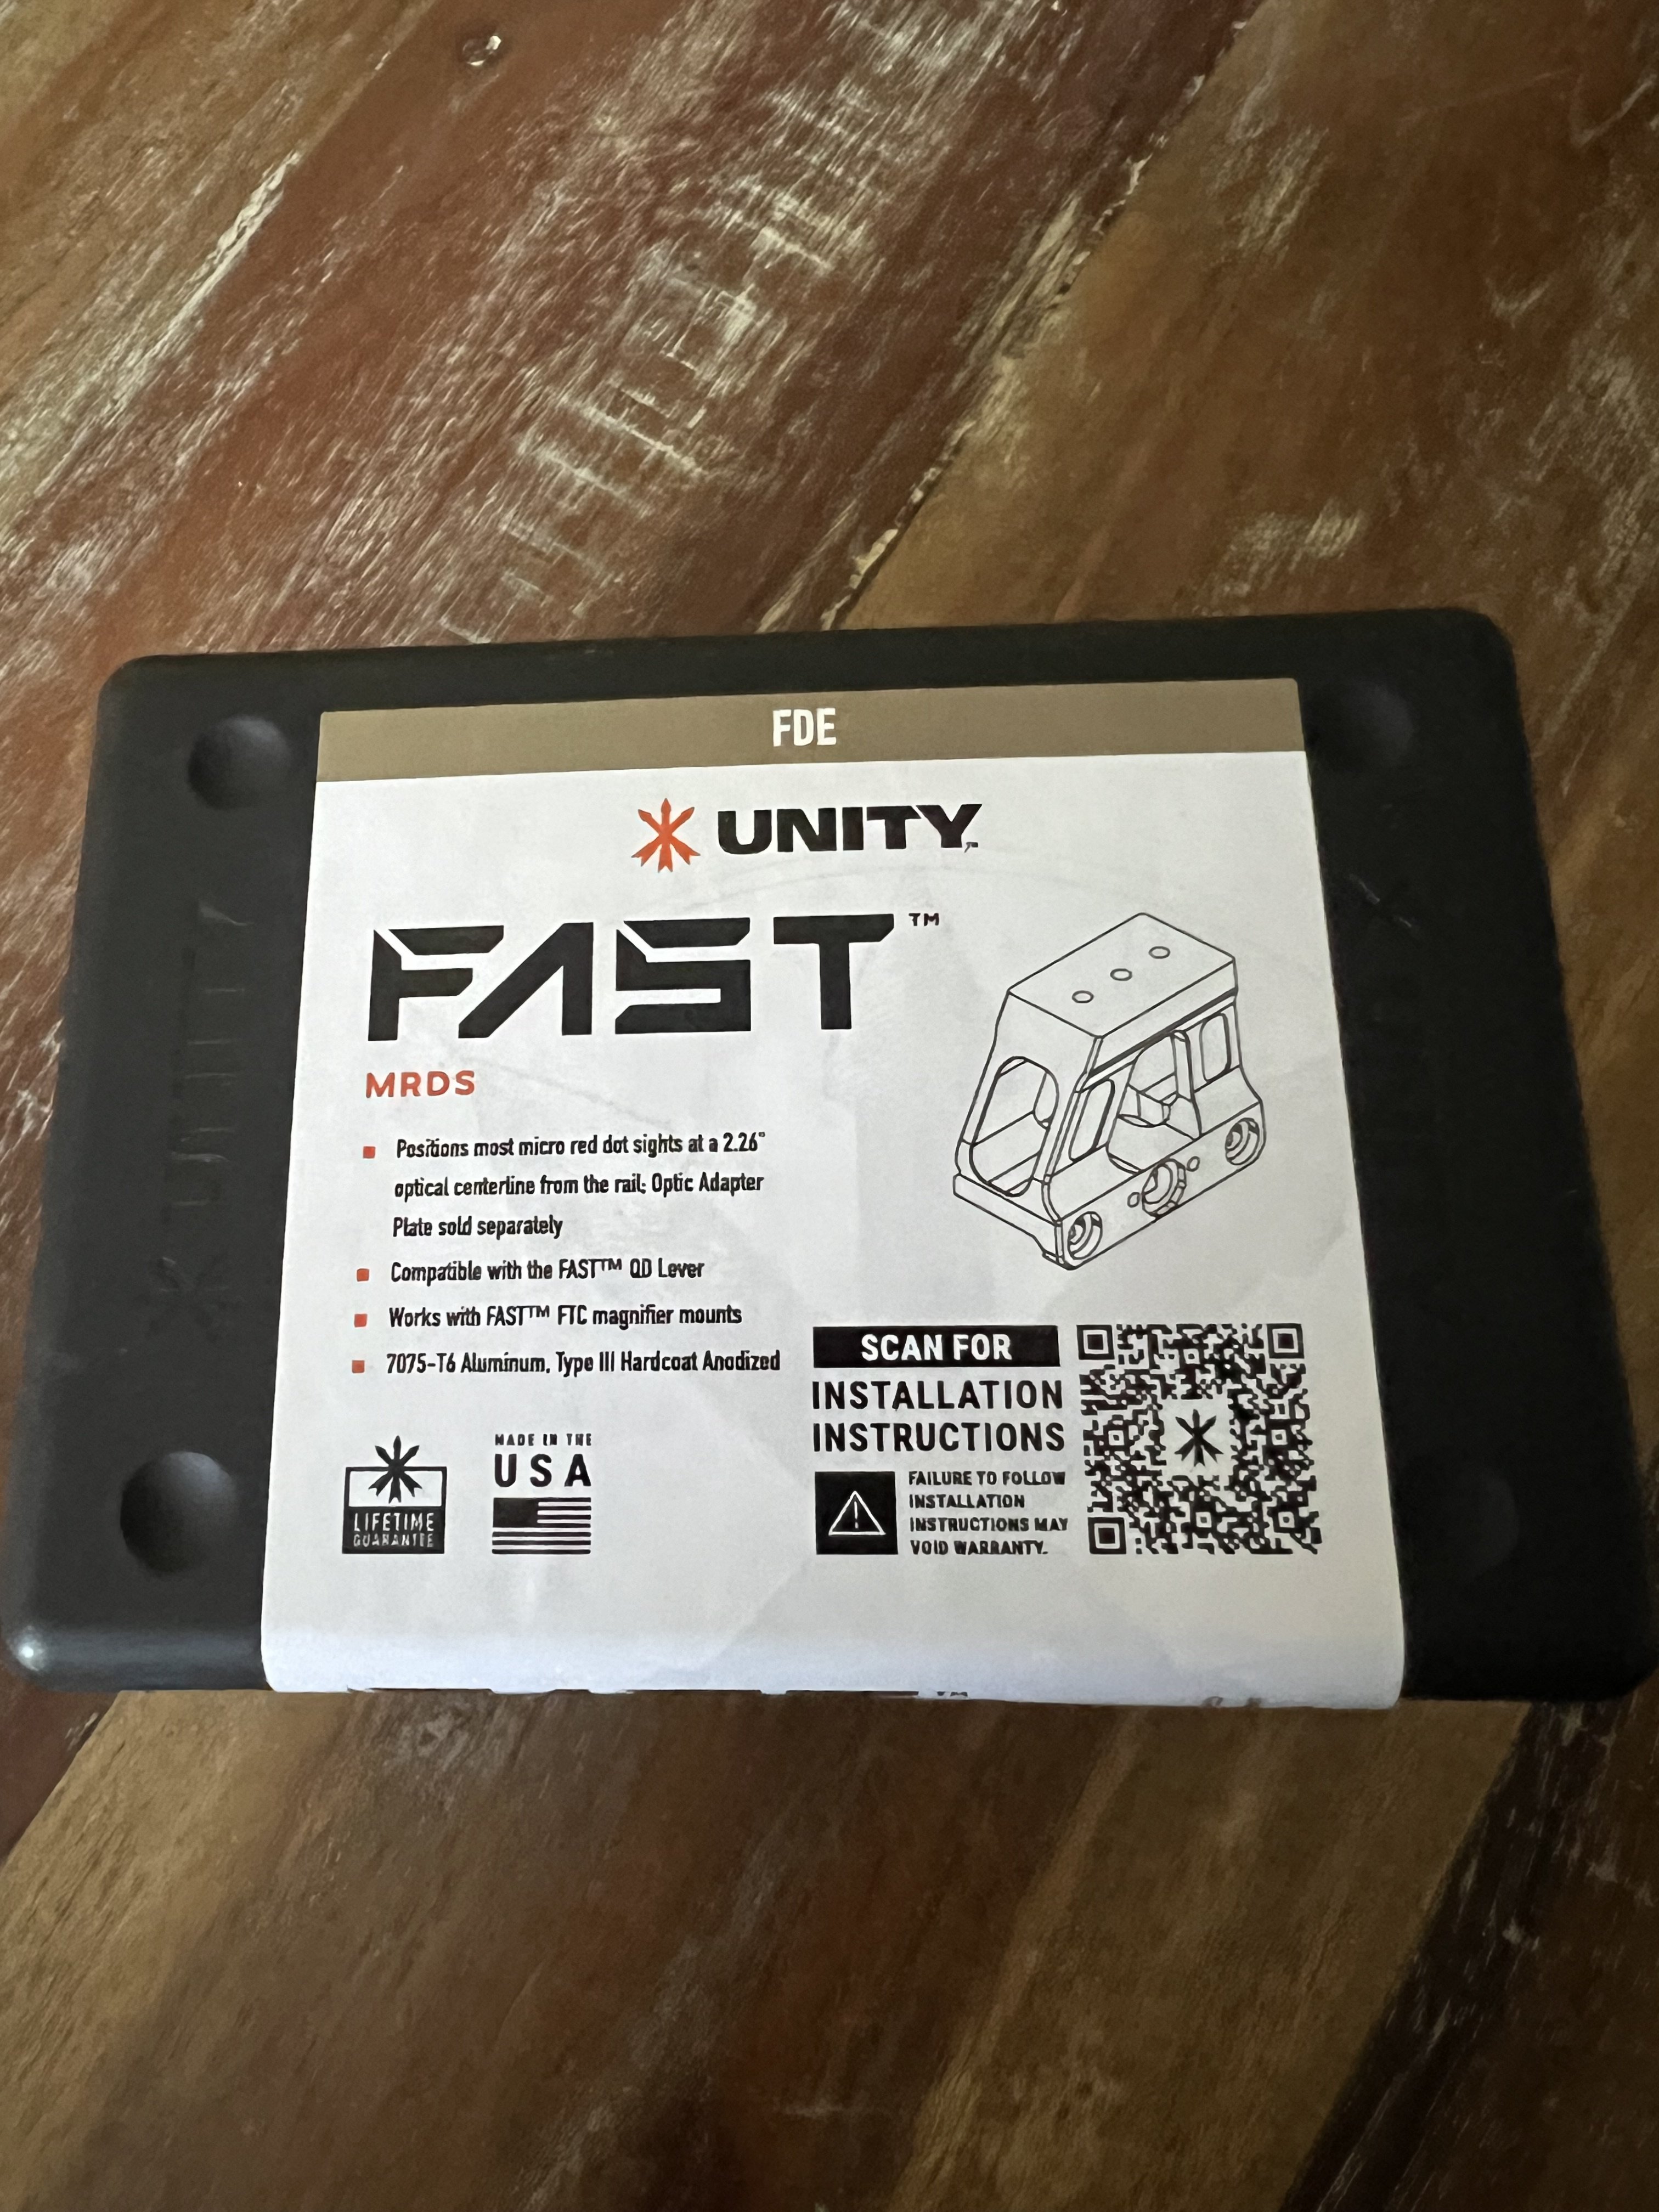 FDE
UNITY™
FAST™
MRDS
Positions most micro red dot sights at a 2.26"
optical centerline from the rail; Optic Adapter
Plate sold separately
Compatible with the FAST™ QD Lever
Works with FAST™ FTC magnifier mounts
7075-T6 Aluminum, Type III Hardcoat Anodized
LIFETIME
GUARANTEE
MADE IN THE
USA
SCAN FOR
INSTALLATION
INSTRUCTIONS
FAILURE TO FOLLOW
INSTALLATION
INSTRUCTIONS MAY
VOID WARRANTY.
UNITY